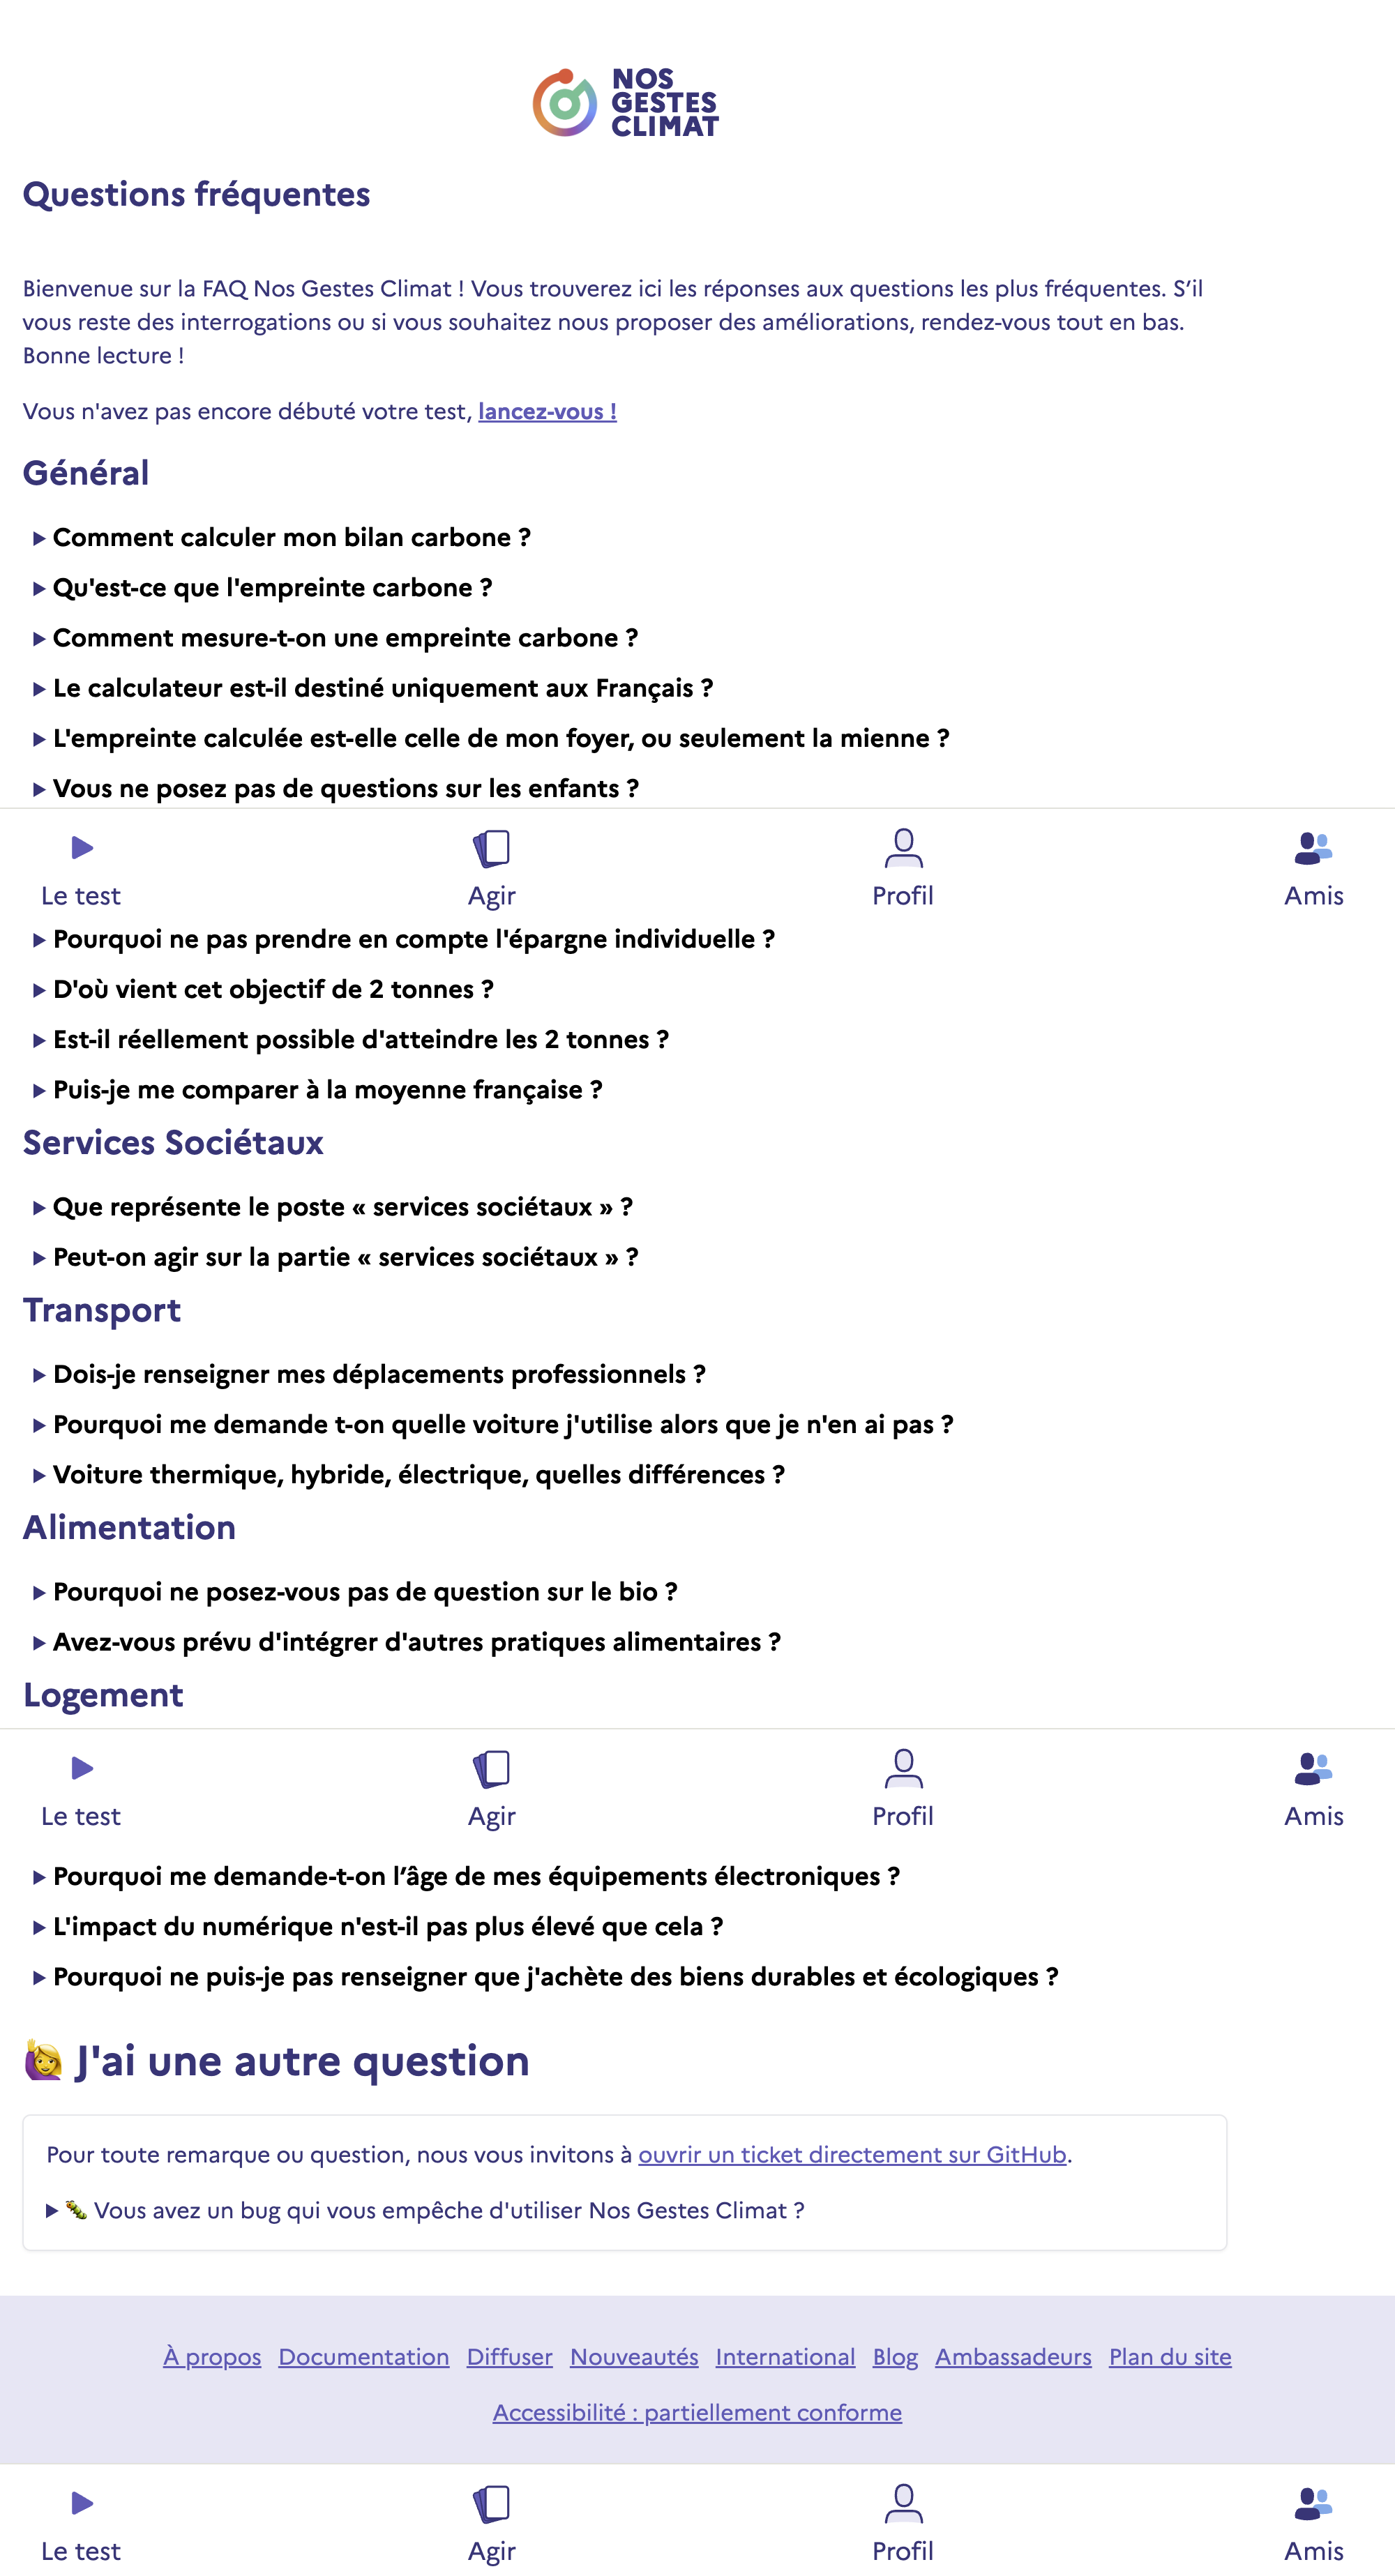 NOS
GESTES
CLIMAT
Questions fréquentes
Bienvenue sur la FAQ Nos Gestes Climat ! Vous trouverez ici les réponses aux questions les plus fréquentes. S’il
vous reste des interrogations ou si vous souhaitez nous proposer des améliorations, rendez-vous tout en bas.
Bonne lecture !
Vous n'avez pas encore débuté votre test, lancez-vous !
Général
Comment calculer mon bilan carbone ?
Qu'est-ce que l'empreinte carbone ?
Comment mesure-t-on une empreinte carbone ?
Le calculateur est-il destiné uniquement aux Français ?
L'empreinte calculée est-elle celle de mon foyer, ou seulement la mienne ?
Vous ne posez pas de questions sur les enfants ?
Le test Agir Profil Amis
Pourquoi ne pas prendre en compte l'épargne individuelle ?
D'où vient cet objectif de 2 tonnes ?
Est-il réellement possible d'atteindre les 2 tonnes ?
Puis-je me comparer à la moyenne française ?
Services Sociétaux
Que représente le poste « services sociétaux » ?
Peut-on agir sur la partie « services sociétaux » ?
Transport
Dois-je renseigner mes déplacements professionnels ?
Pourquoi me demande t-on quelle voiture j'utilise alors que je n'en ai pas ?
Voiture thermique, hybride, électrique, quelles différences ?
Alimentation
Pourquoi ne posez-vous pas de question sur le bio ?
Avez-vous prévu d'intégrer d'autres pratiques alimentaires ?
Logement
Le test Agir Profil Amis
Pourquoi me demande-t-on l’âge de mes équipements électroniques ?
L'impact du numérique n'est-il pas plus élevé que cela ?
Pourquoi ne puis-je pas renseigner que j'achète des biens durables et écologiques ?
J'ai une autre question
Pour toute remarque ou question, nous vous invitons à ouvrir un ticket directement sur GitHub.
Vous avez un bug qui vous empêche d'utiliser Nos Gestes Climat ?
À propos Documentation Diffuser Nouveautés International Blog Ambassadeurs Plan du site
Accessibilité : partiellement conforme
Le test Agir Profil Amis